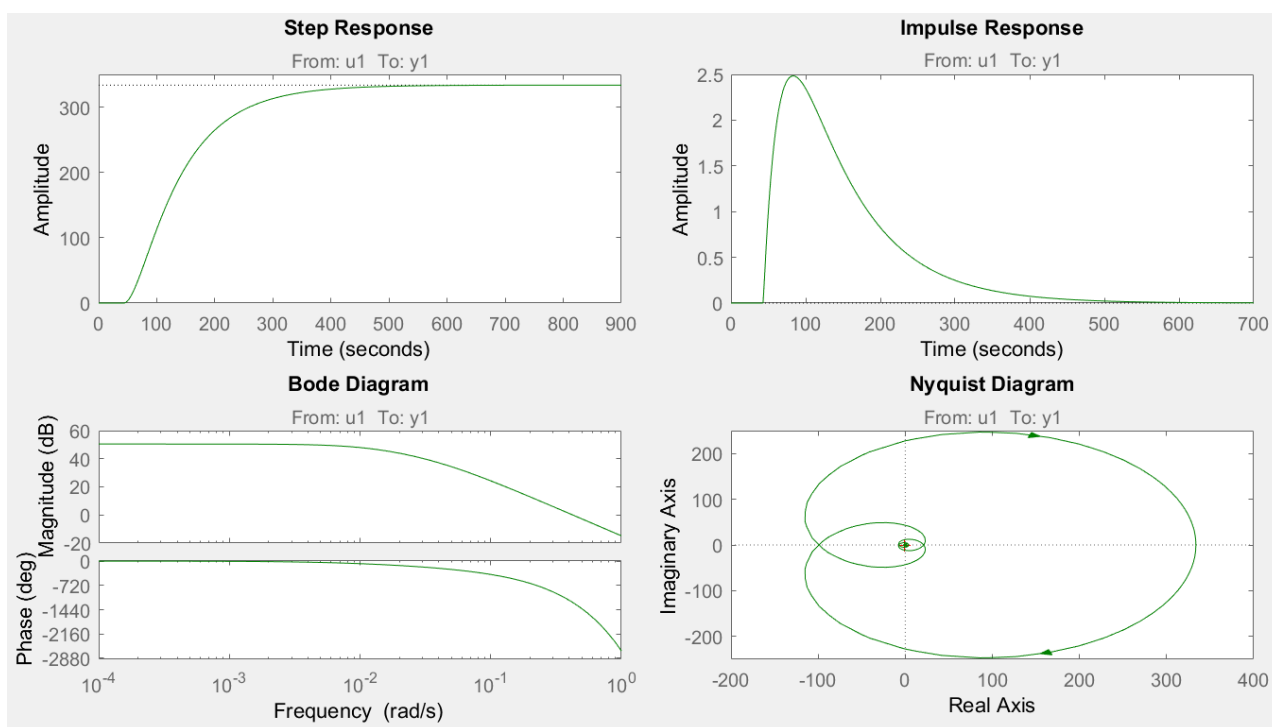 Step Response
From: u1 To: y1
Amplitude
300
200
100
0
0 100 200 300 400 500 600 700 800 900
Time (seconds)
Impulse Response
From: u1 To: y1
Amplitude
2.5
2
1.5
1
0.5
0
0 100 200 300 400 500 600 700
Time (seconds)
Bode Diagram
From: u1 To: y1
Magnitude (dB)
60
40
20
0
-20
Phase (deg)
0
-720
-1440
-2160
-2880
10⁻⁴ 10⁻³ 10⁻² 10⁻¹ 10⁰
Frequency (rad/s)
Nyquist Diagram
From: u1 To: y1
Imaginary Axis
200
100
0
-100
-200
-200 -100 0 100 200 300 400
Real Axis